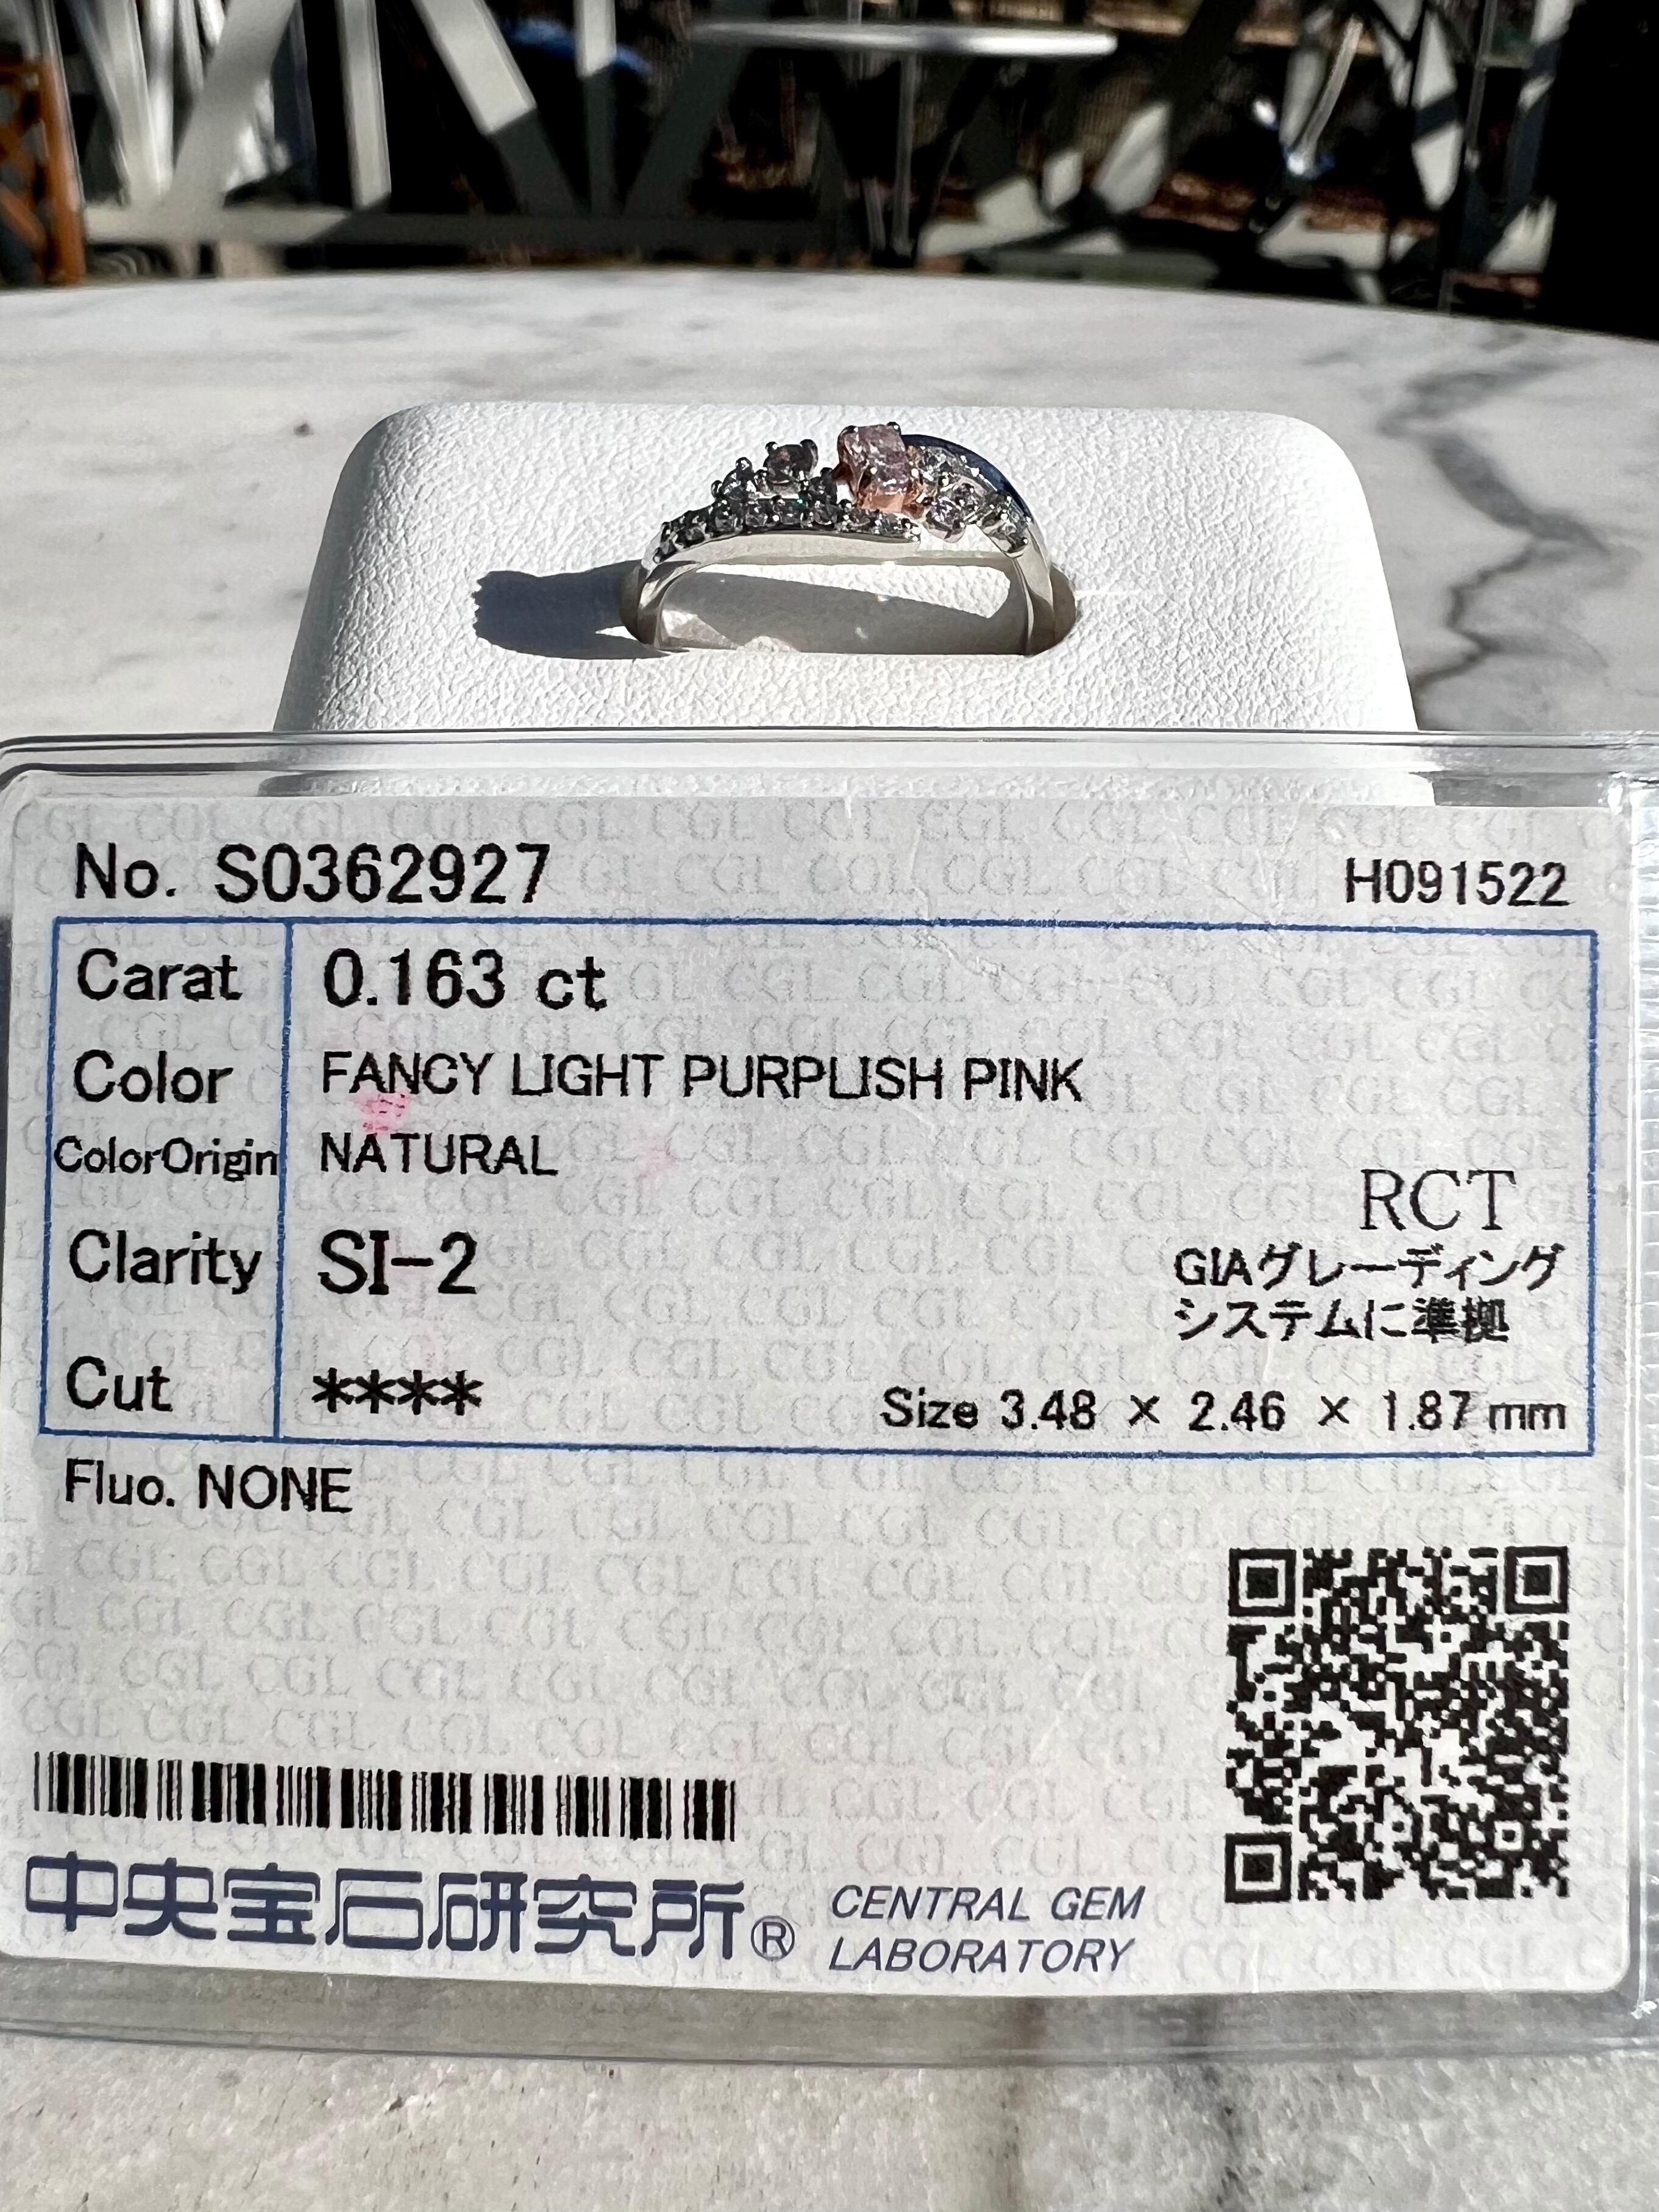 No. S0362927
H091522
Carat 0.163 ct
Color FANCY LIGHT PURPLISH PINK
ColorOrigin NATURAL
RCT
Clarity SI-2
GIAグレーディング
システムに準拠
Cut ****
Size 3.48 × 2.46 × 1.87 mm
Fluo. NONE
中央宝石研究所®
CENTRAL GEM
LABORATORY